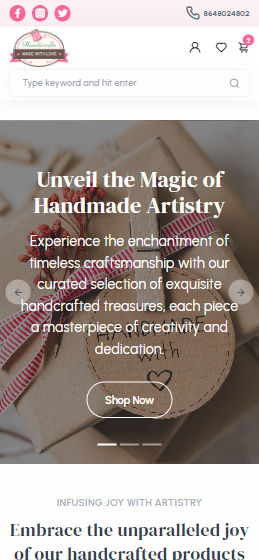 8648024802
Handicrafts
MADE WITH LOVE
2
Type keyword and hit enter
Unveil the Magic of
Handmade Artistry
Experience the enchantment of
timeless craftsmanship with our
curated selection of exquisite
handcrafted treasures, each piece
a masterpiece of creativity and
dedication.
HANDMADE
with
Shop Now
INFUSING JOY WITH ARTISTRY
Embrace the unparalleled joy
of our handcrafted products